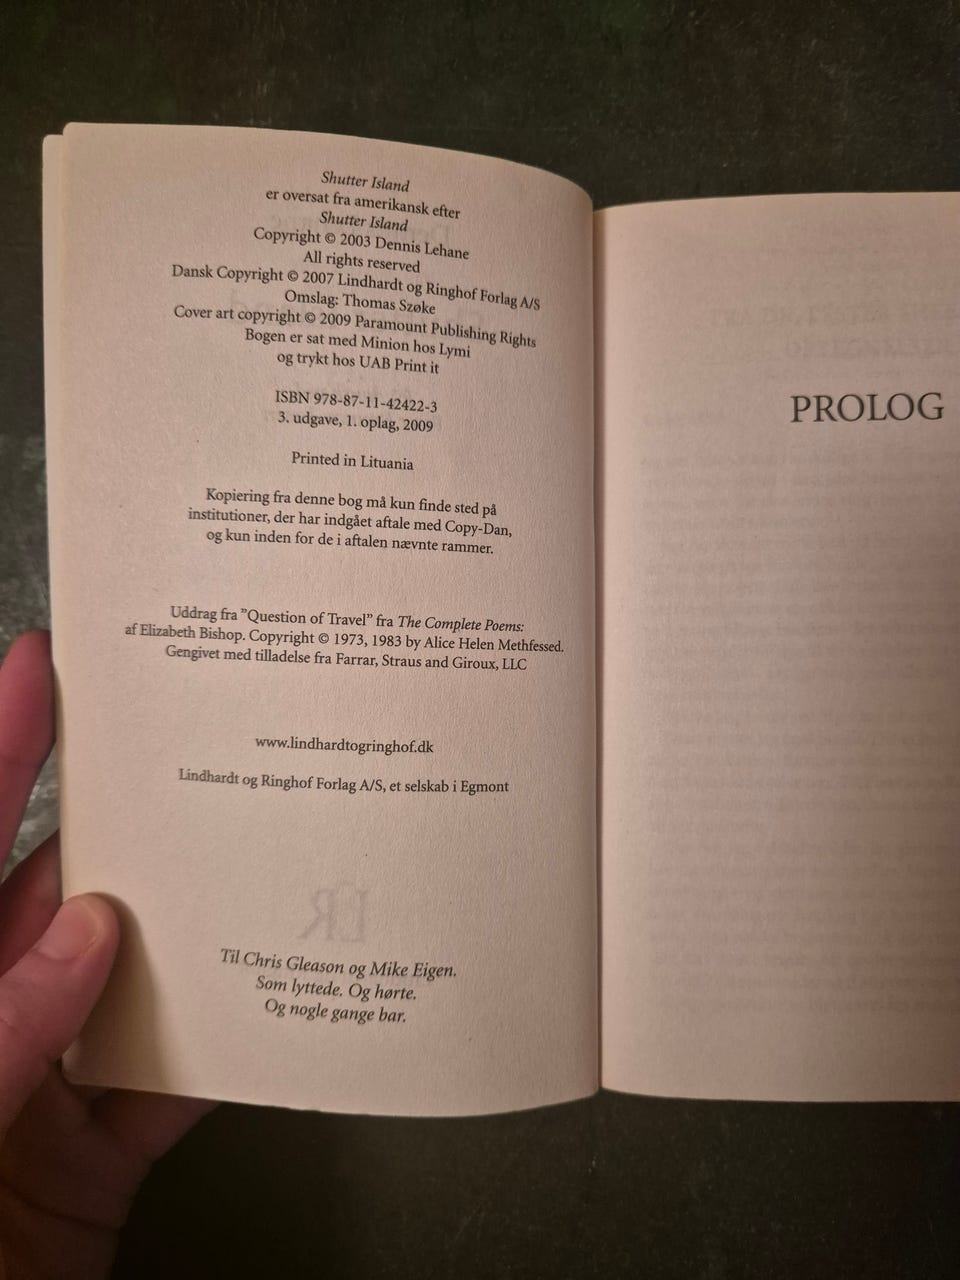 Shutter Island
er oversat fra amerikansk efter
Shutter Island
Copyright © 2003 Dennis Lehane
All rights reserved
Dansk Copyright © 2007 Lindhardt og Ringhof Forlag A/S
Omslag: Thomas Szøke
Cover art copyright © 2009 Paramount Publishing Rights
Bogen er sat med Minion hos Lymi
og trykt hos UAB Print it
ISBN 978-87-11-42422-3
3. udgave, 1. oplag, 2009
Printed in Lituania
Kopiering fra denne bog må kun finde sted på
institutioner, der har indgået aftale med Copy-Dan,
og kun inden for de i aftalen nævnte rammer.
Uddrag fra ”Question of Travel” fra The Complete Poems:
af Elizabeth Bishop. Copyright © 1973, 1983 by Alice Helen Methfessed.
Gengivet med tilladelse fra Farrar, Straus and Giroux, LLC
www.lindhardtogringhof.dk
Lindhardt og Ringhof Forlag A/S, et selskab i Egmont
Til Chris Gleason og Mike Eigen.
Som lyttede. Og hørte.
Og nogle gange bar.
PROLOG